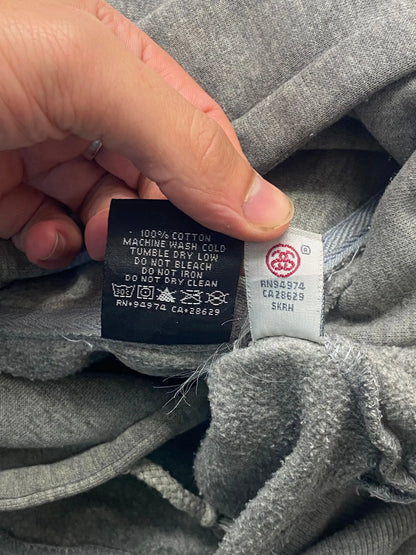 100% COTTON
MACHINE WASH COLD
TUMBLE DRY LOW
DO NOT BLEACH
DO NOT IRON
DO NOT DRY CLEAN
RN•94974 CA•28629
®
RN94974
CA28629
SKRH